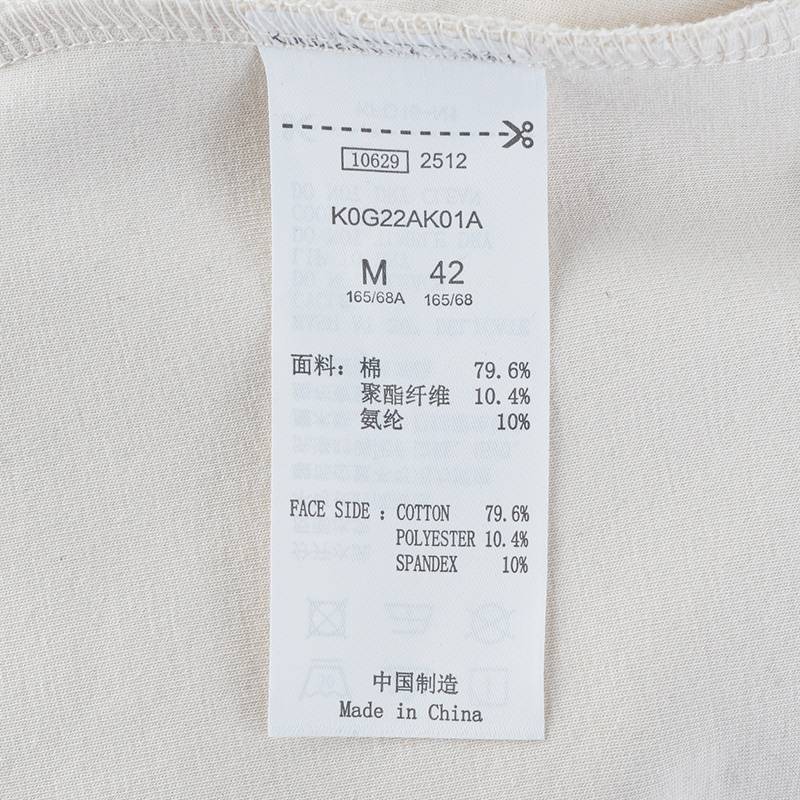 10629 2512
K0G22AK01A
M 42
165/68A 165/68
面料：棉 79.6%
聚酯纤维 10.4%
氨纶 10%
FACE SIDE : COTTON 79.6%
POLYESTER 10.4%
SPANDEX 10%
中国制造
Made in China